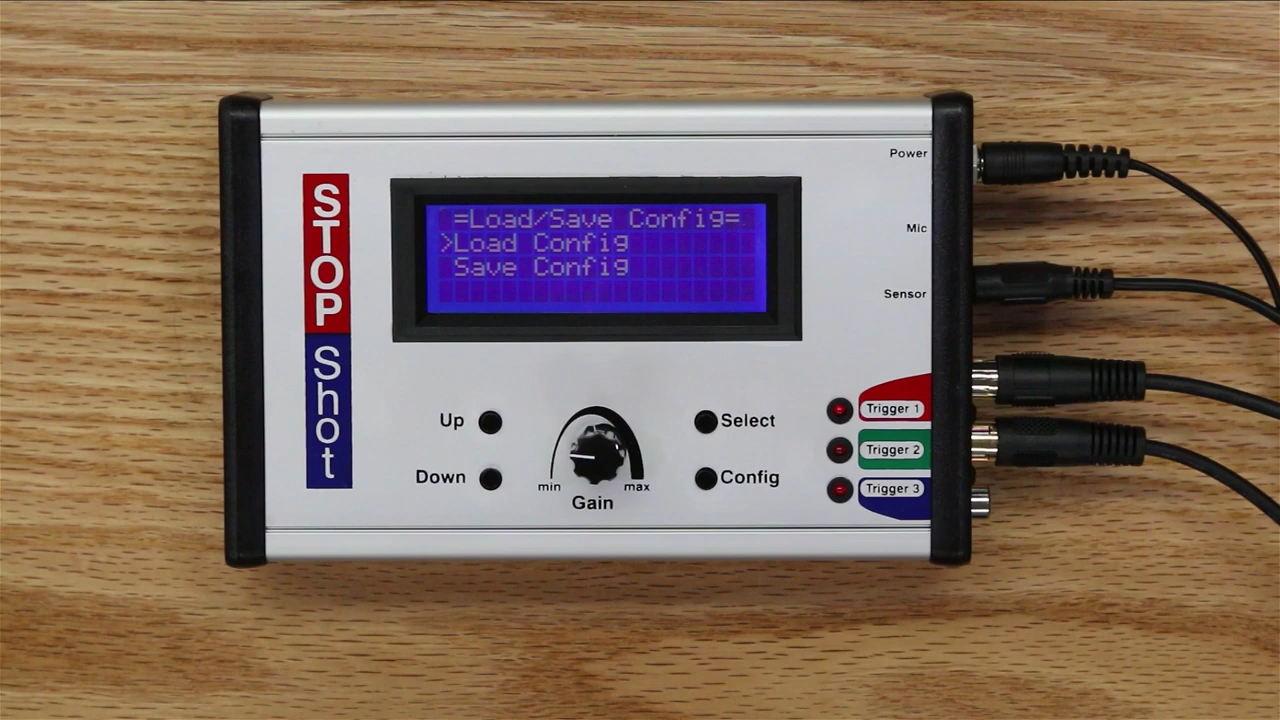 STOP Shot
=Load/Save Config=
>Load Config
Save Config
Power
Mic
Sensor
Up
Down
min
max
Gain
Select
Config
Trigger 1
Trigger 2
Trigger 3